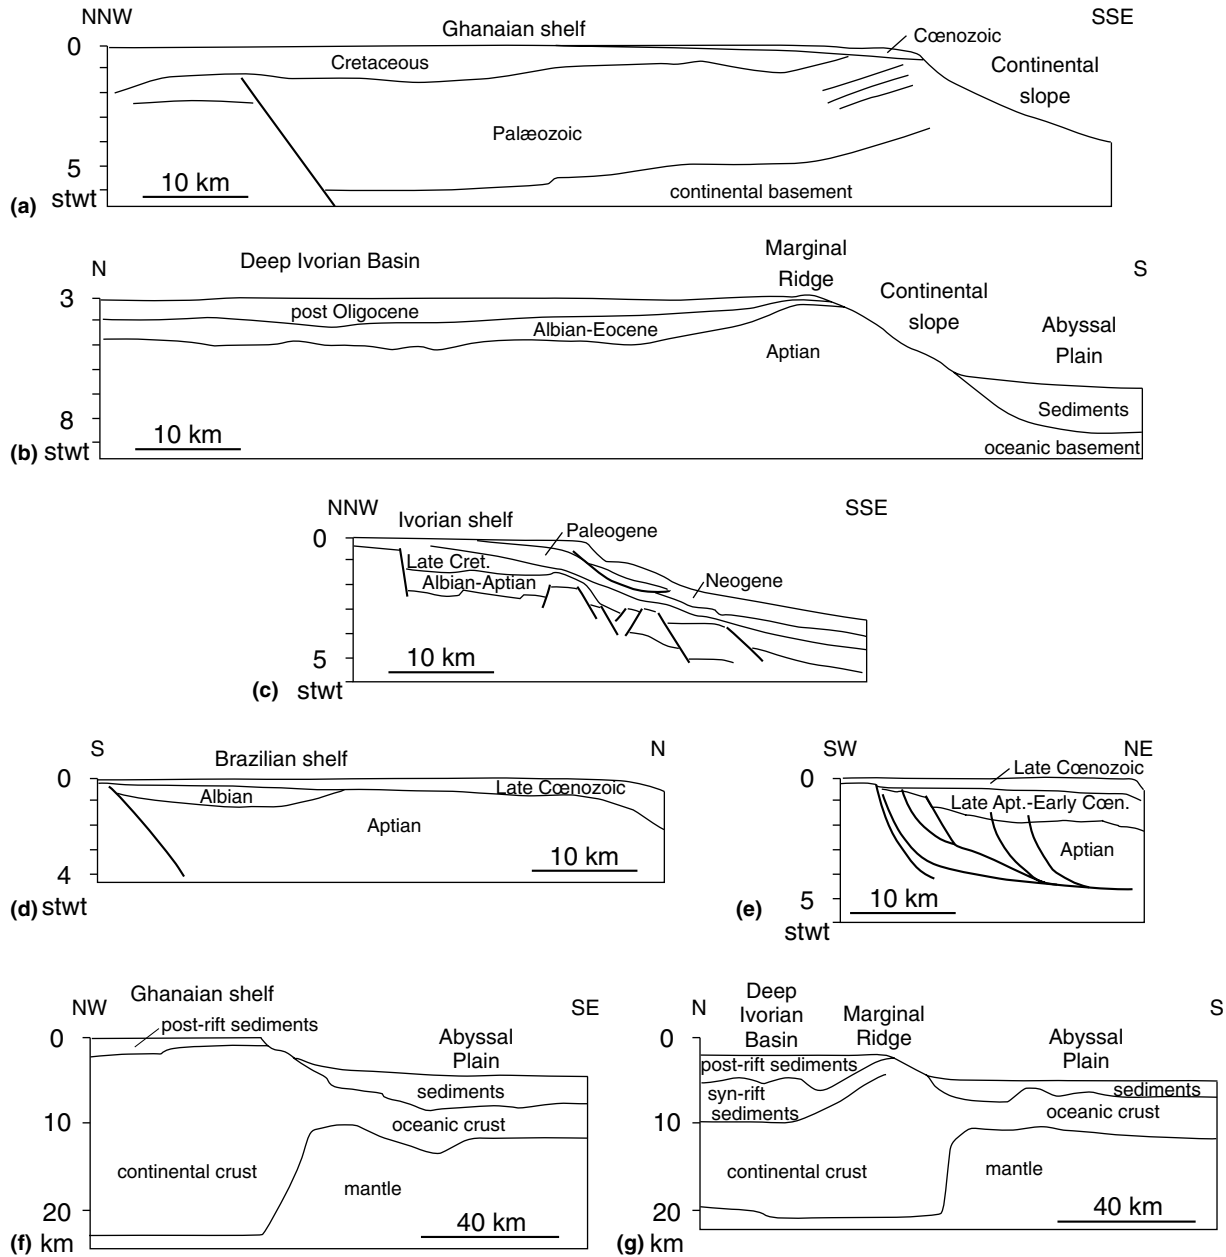 NNW
Ghanaian shelf
SSE
0
Cœnozoic
Cretaceous
Continental
slope
Palæozoic
5
10 km
continental basement
(a) stwt
Marginal
Ridge
Deep Ivorian Basin
N
S
3
Continental
slope
post Oligocene
Albian-Eocene
Abyssal
Plain
Aptian
8
10 km
Sediments
(b) stwt
oceanic basement
NNW
Ivorian shelf
SSE
Paleogene
0
Late Cret.
Albian-Aptian
Neogene
5
10 km
(c) stwt
S
Brazilian shelf
N
0
Albian
Late Cœnozoic
Aptian
10 km
4
(d) stwt
SW
NE
Late Cœnozoic
0
Late Apt.-Early Cœn.
Aptian
5
10 km
(e)
stwt
Ghanaian shelf
NW
SE
post-rift sediments
0
Abyssal
Plain
sediments
10
oceanic crust
continental crust
mantle
20
40 km
(f) km
N
Deep
Ivorian
Basin
Marginal
Ridge
S
0
Abyssal
Plain
post-rift sediments
syn-rift
sediments
sediments
oceanic crust
10
continental crust
mantle
20
40 km
(g) km